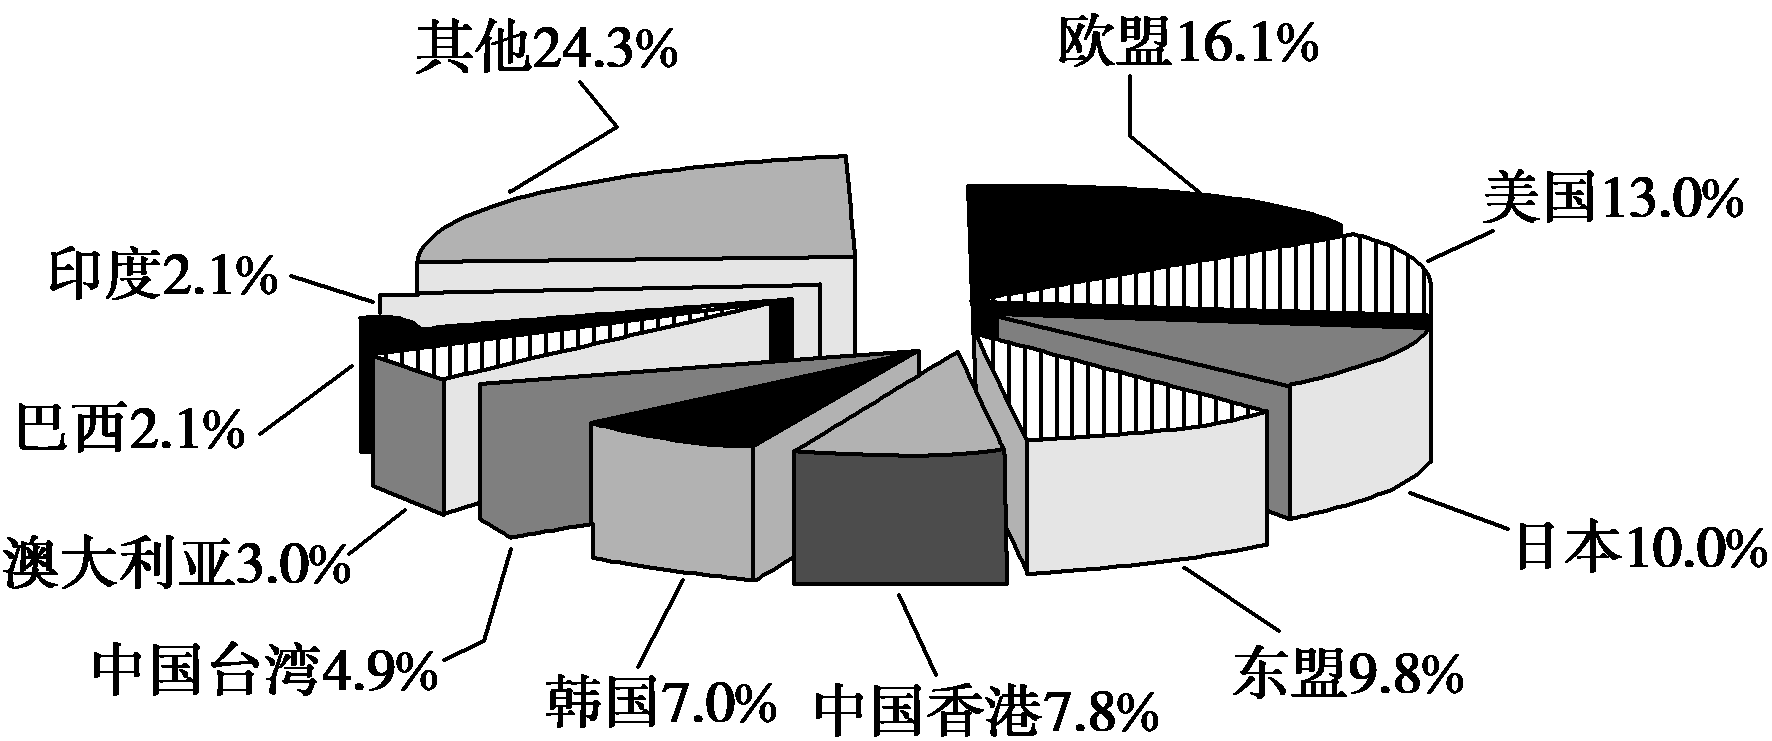 其他24.3%
欧盟16.1%
美国13.0%
印度2.1%
巴西2.1%
日本10.0%
澳大利亚3.0%
中国台湾4.9%
东盟9.8%
韩国7.0%
中国香港7.8%